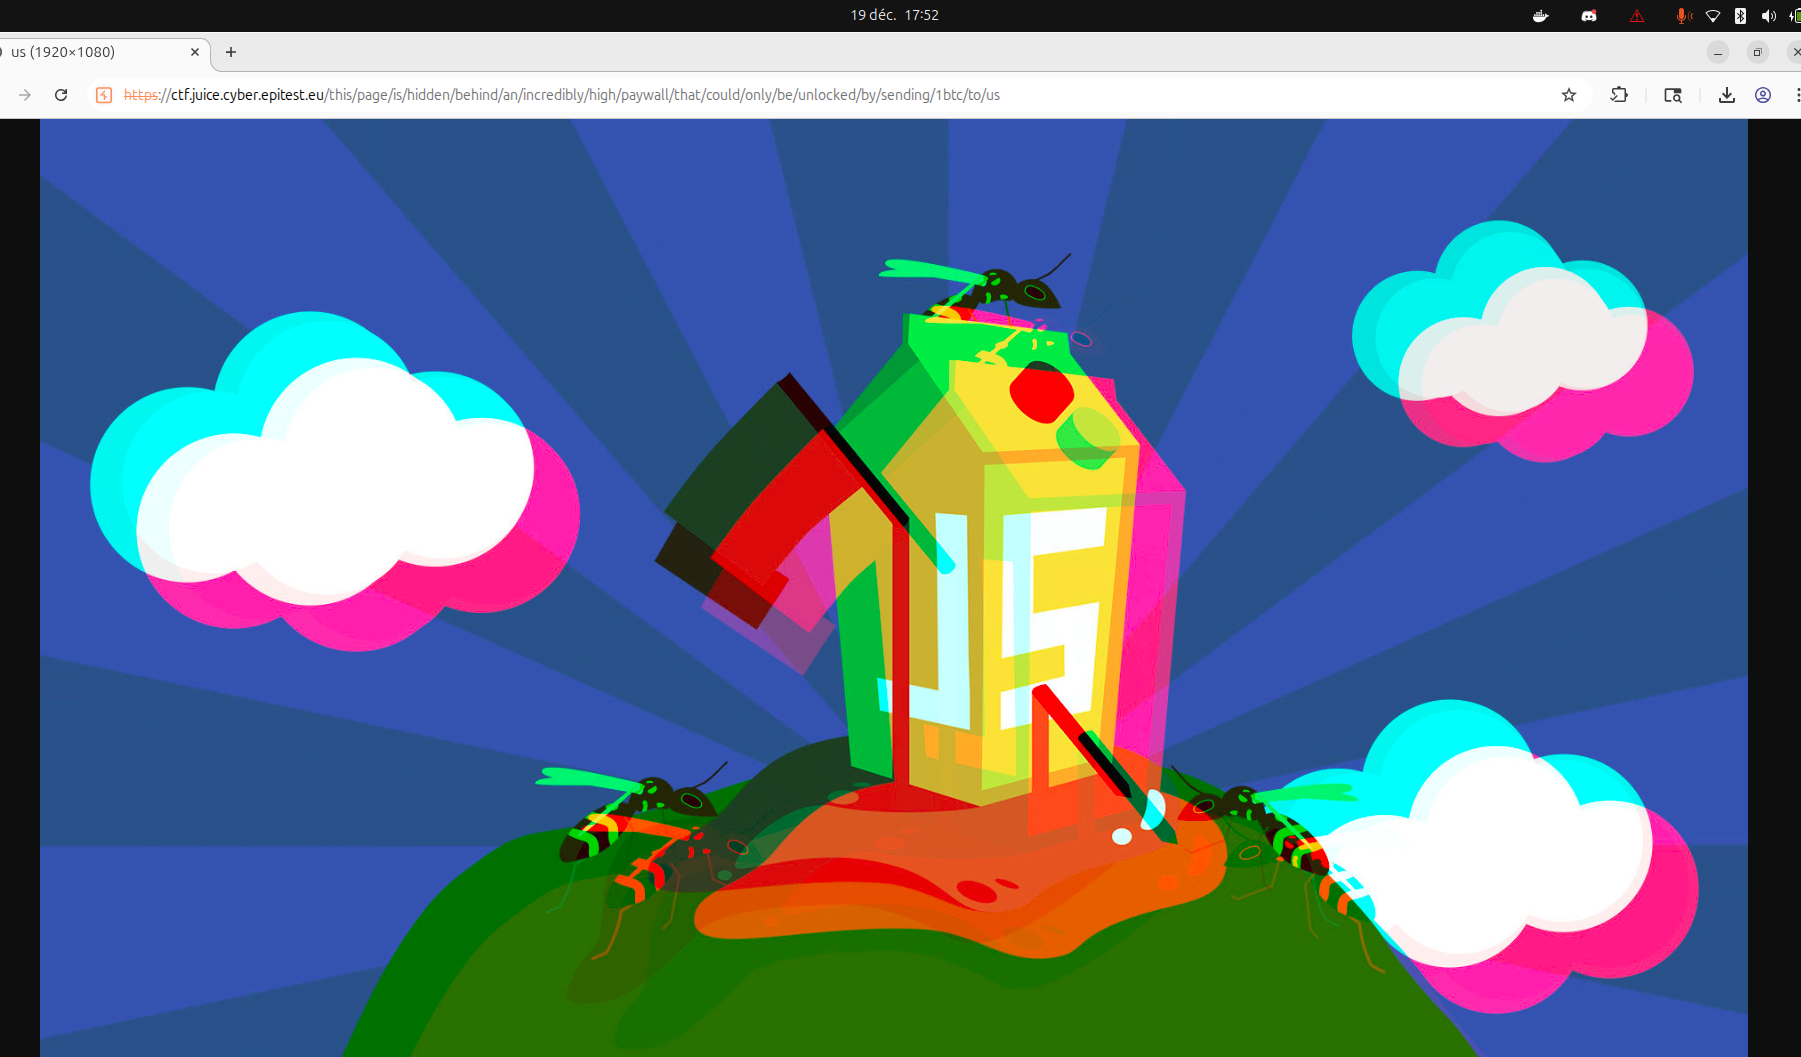 19 déc. 17:52
us (1920×1080)
https://ctf.juice.cyber.epitest.eu/this/page/is/hidden/behind/an/incredibly/high/paywall/that/could/only/be/unlocked/by/sending/1btc/to/us
JS